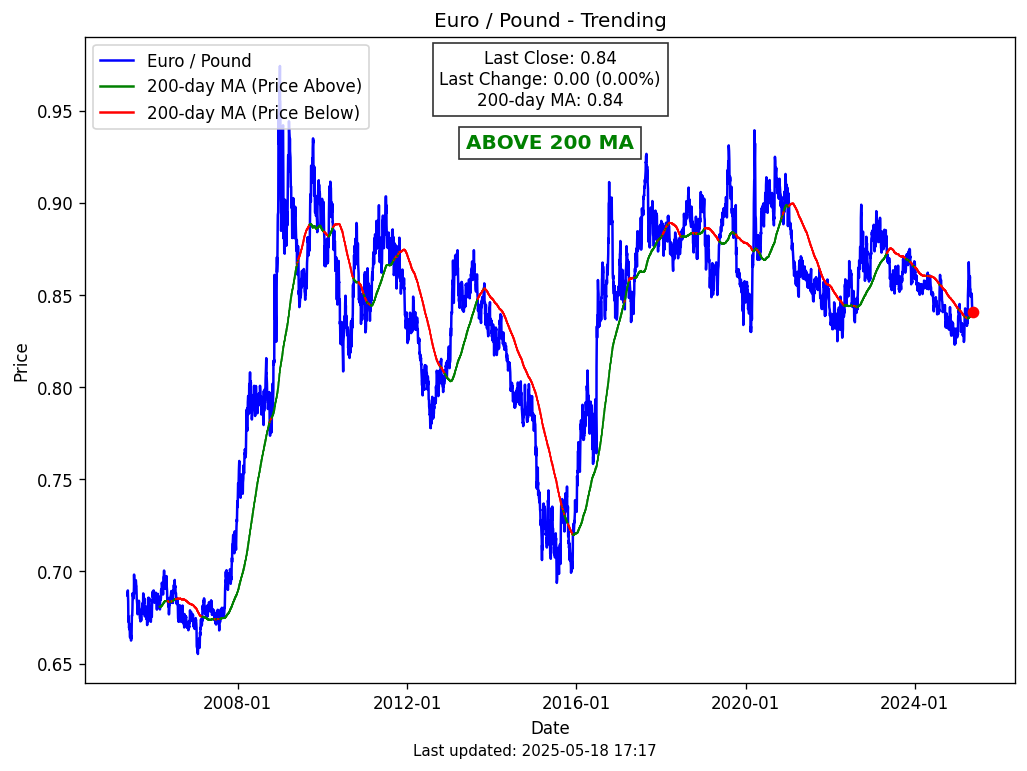 Euro / Pound - Trending
Euro / Pound
200-day MA (Price Above)
200-day MA (Price Below)
Last Close: 0.84
Last Change: 0.00 (0.00%)
200-day MA: 0.84
ABOVE 200 MA
Price
0.95
0.90
0.85
0.80
0.75
0.70
0.65
2008-01
2012-01
2016-01
2020-01
2024-01
Date
Last updated: 2025-05-18 17:17